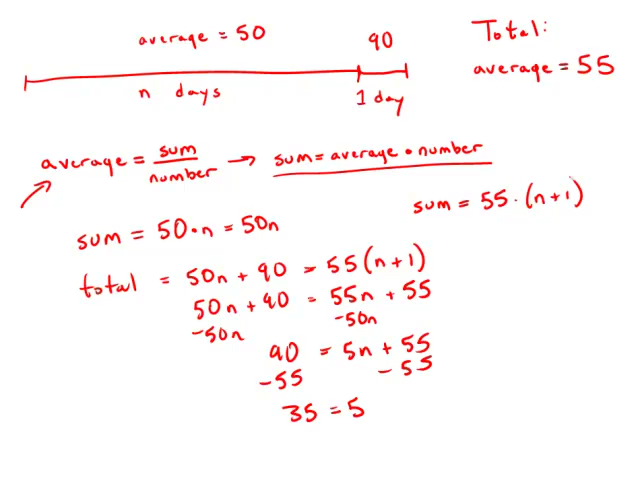 average = 50
90
Total:
average = 55
n days
1 day
average = sum/number → sum = average • number
sum = 50 • n = 50n
sum = 55 · (n+1)
total = 50n + 90 = 55(n+1)
50n + 90 = 55n + 55
-50n -50n
90 = 5n + 55
-55 -55
35 = 5